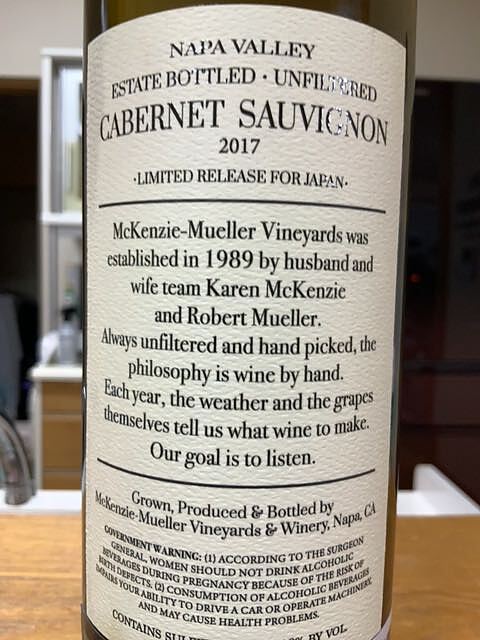 NAPA VALLEY
ESTATE BOTTLED · UNFILTERED
CABERNET SAUVIGNON
2017
·LIMITED RELEASE FOR JAPAN·
McKenzie-Mueller Vineyards was
established in 1989 by husband and
wife team Karen McKenzie
and Robert Mueller.
Always unfiltered and hand picked, the
philosophy is wine by hand.
Each year, the weather and the grapes
themselves tell us what wine to make.
Our goal is to listen.
Grown, Produced & Bottled by
McKenzie-Mueller Vineyards & Winery, Napa, CA
GOVERNMENT WARNING: (1) ACCORDING TO THE SURGEON
GENERAL, WOMEN SHOULD NOT DRINK ALCOHOLIC
BEVERAGES DURING PREGNANCY BECAUSE OF THE RISK OF
BIRTH DEFECTS. (2) CONSUMPTION OF ALCOHOLIC BEVERAGES
IMPAIRS YOUR ABILITY TO DRIVE A CAR OR OPERATE MACHINERY,
AND MAY CAUSE HEALTH PROBLEMS.
CONTAINS BY VOL